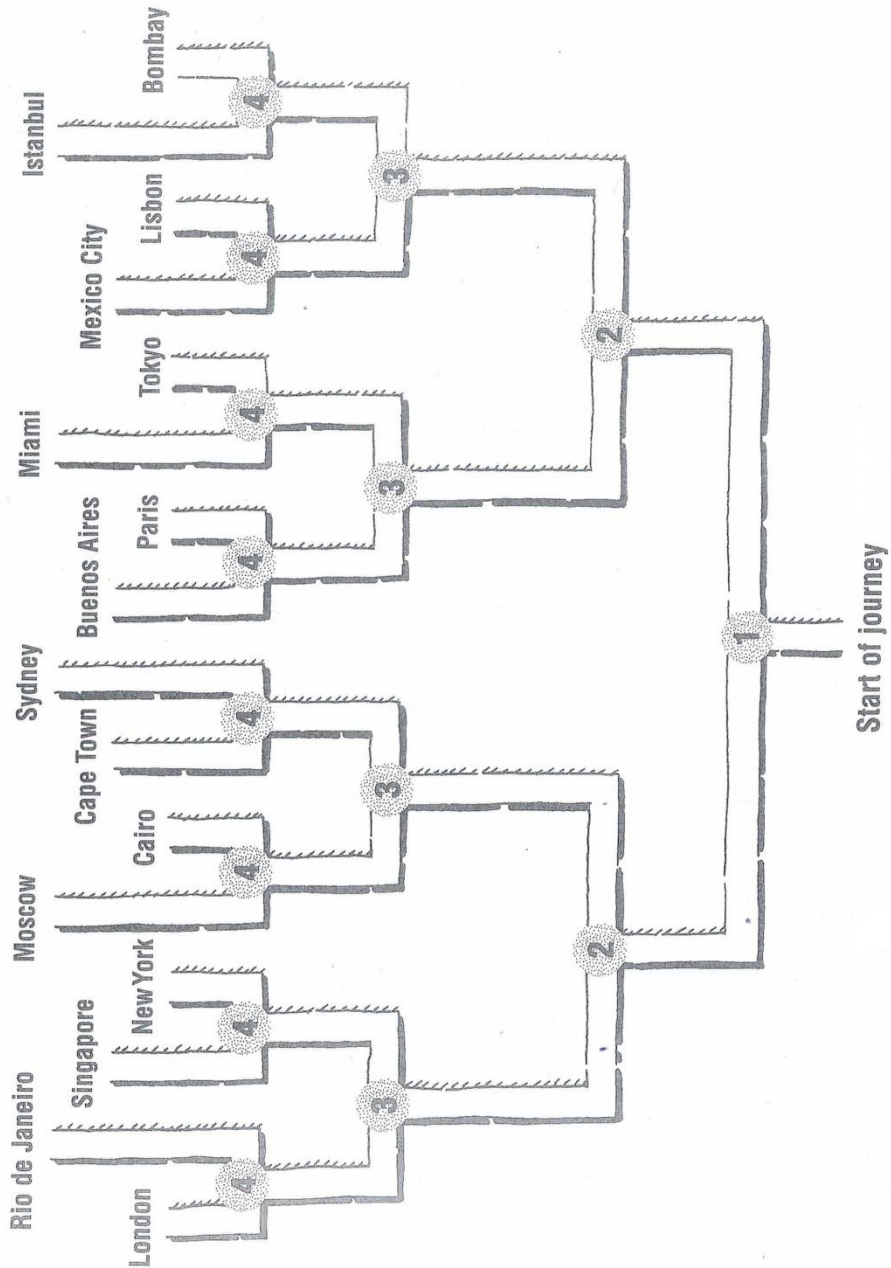 Rio de Janeiro
Moscow
Sydney
Miami
Istanbul
Singapore
Cape Town
Buenos Aires
Mexico City
London
New York
Cairo
Paris
Tokyo
Lisbon
Bombay
4
4
4
4
4
4
4
4
3
3
3
3
2
2
1
Start of journey